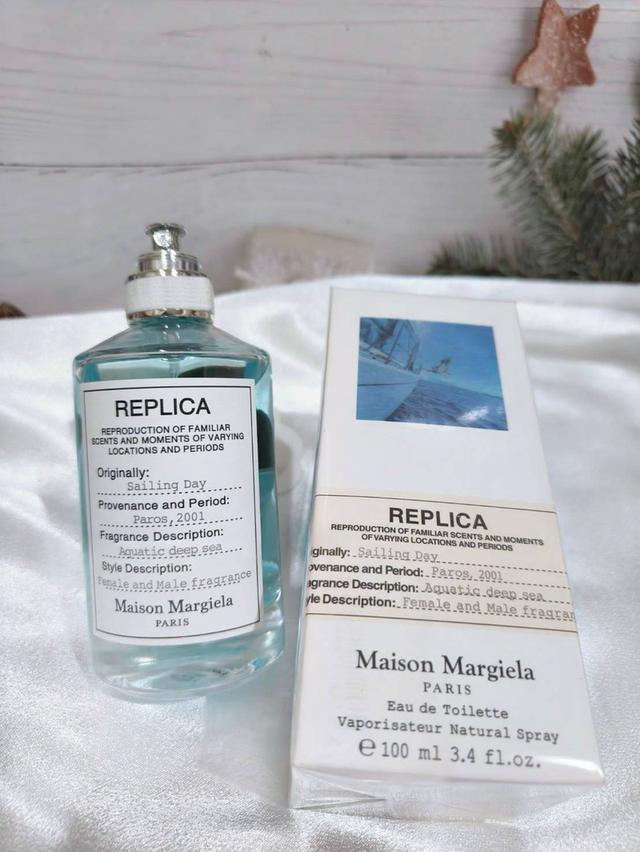 REPLICA
REPRODUCTION OF FAMILIAR
SCENTS AND MOMENTS OF VARYING
LOCATIONS AND PERIODS
Originally:
Sailing Day
Provenance and Period:
Paros, 2001
Fragrance Description:
Aquatic deep sea
Style Description:
Female and Male fragrance
Maison Margiela
PARIS
REPLICA
REPRODUCTION OF FAMILIAR SCENTS AND MOMENTS
OF VARYING LOCATIONS AND PERIODS
iginally: Sailing Day
ovenance and Period: Paros, 2001
agrance Description: Aquatic deep sea
yle Description: Female and Male fragran
Maison Margiela
PARIS
Eau de Toilette
Vaporisateur Natural Spray
℮ 100 ml 3.4 fl.oz.